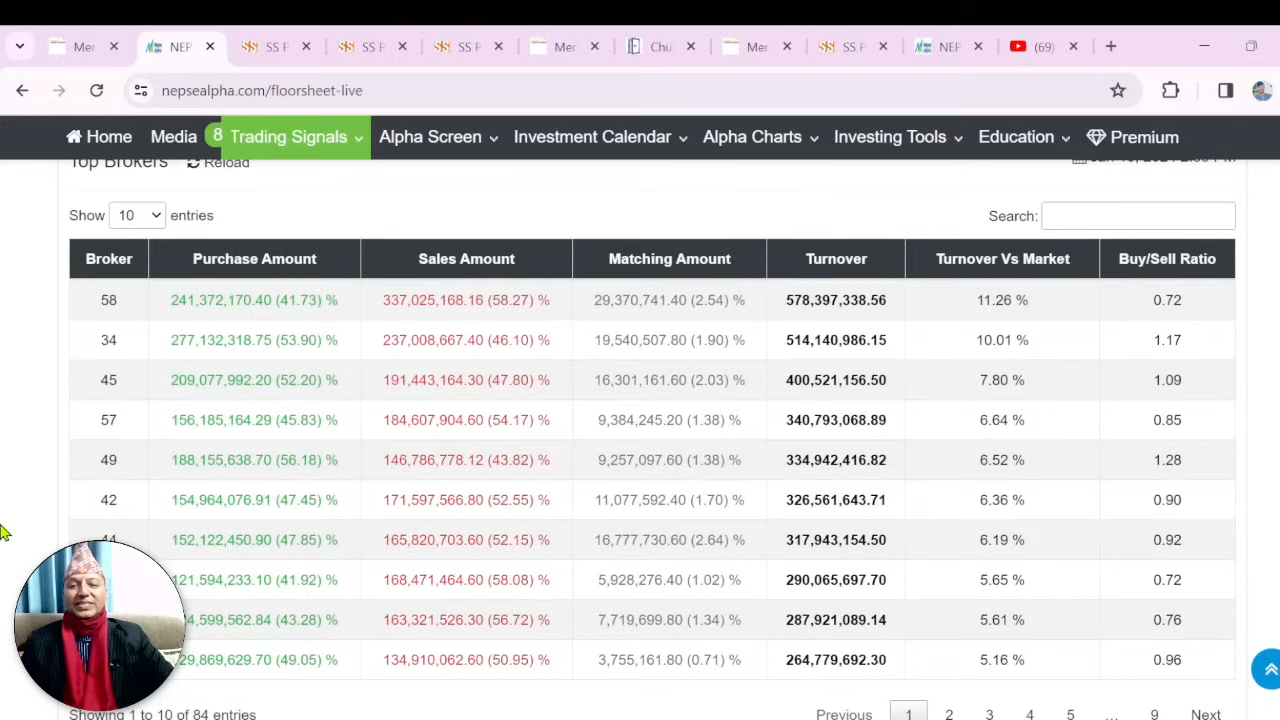 Mer NEP SS F SS F SS F Mer Chu Mer SS F NEF (69)
nepsealpha.com/floorsheet-live
Home Media 8 Trading Signals Alpha Screen Investment Calendar Alpha Charts Investing Tools Education Premium
Top Brokers Reload
Show 10 entries Search:
Broker Purchase Amount Sales Amount Matching Amount Turnover Turnover Vs Market Buy/Sell Ratio
58 241,372,170.40 (41.73) % 337,025,168.16 (58.27) % 29,370,741.40 (2.54) % 578,397,338.56 11.26 % 0.72
34 277,132,318.75 (53.90) % 237,008,667.40 (46.10) % 19,540,507.80 (1.90) % 514,140,986.15 10.01 % 1.17
45 209,077,992.20 (52.20) % 191,443,164.30 (47.80) % 16,301,161.60 (2.03) % 400,521,156.50 7.80 % 1.09
57 156,185,164.29 (45.83) % 184,607,904.60 (54.17) % 9,384,245.20 (1.38) % 340,793,068.89 6.64 % 0.85
49 188,155,638.70 (56.18) % 146,786,778.12 (43.82) % 9,257,097.60 (1.38) % 334,942,416.82 6.52 % 1.28
42 154,964,076.91 (47.45) % 171,597,566.80 (52.55) % 11,077,592.40 (1.70) % 326,561,643.71 6.36 % 0.90
44 152,122,450.90 (47.85) % 165,820,703.60 (52.15) % 16,777,730.60 (2.64) % 317,943,154.50 6.19 % 0.92
121,594,233.10 (41.92) % 168,471,464.60 (58.08) % 5,928,276.40 (1.02) % 290,065,697.70 5.65 % 0.72
4,599,562.84 (43.28) % 163,321,526.30 (56.72) % 7,719,699.80 (1.34) % 287,921,089.14 5.61 % 0.76
29,869,629.70 (49.05) % 134,910,062.60 (50.95) % 3,755,161.80 (0.71) % 264,779,692.30 5.16 % 0.96
Showing 1 to 10 of 84 entries Previous 1 2 3 4 5 ... 9 Next